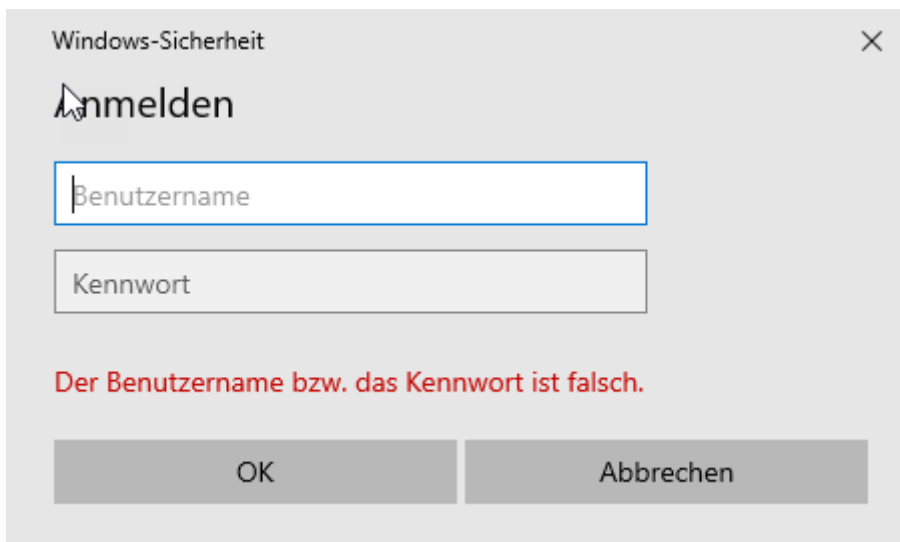 Windows-Sicherheit
Anmelden
Benutzername
Kennwort
Der Benutzername bzw. das Kennwort ist falsch.
OK
Abbrechen